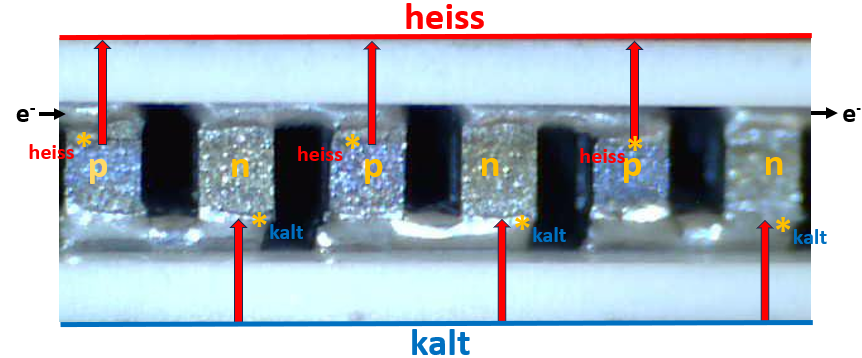 heiss
e⁻ e⁻
* * *
heiss heiss heiss
p n p n p n
* * *
kalt kalt kalt
kalt